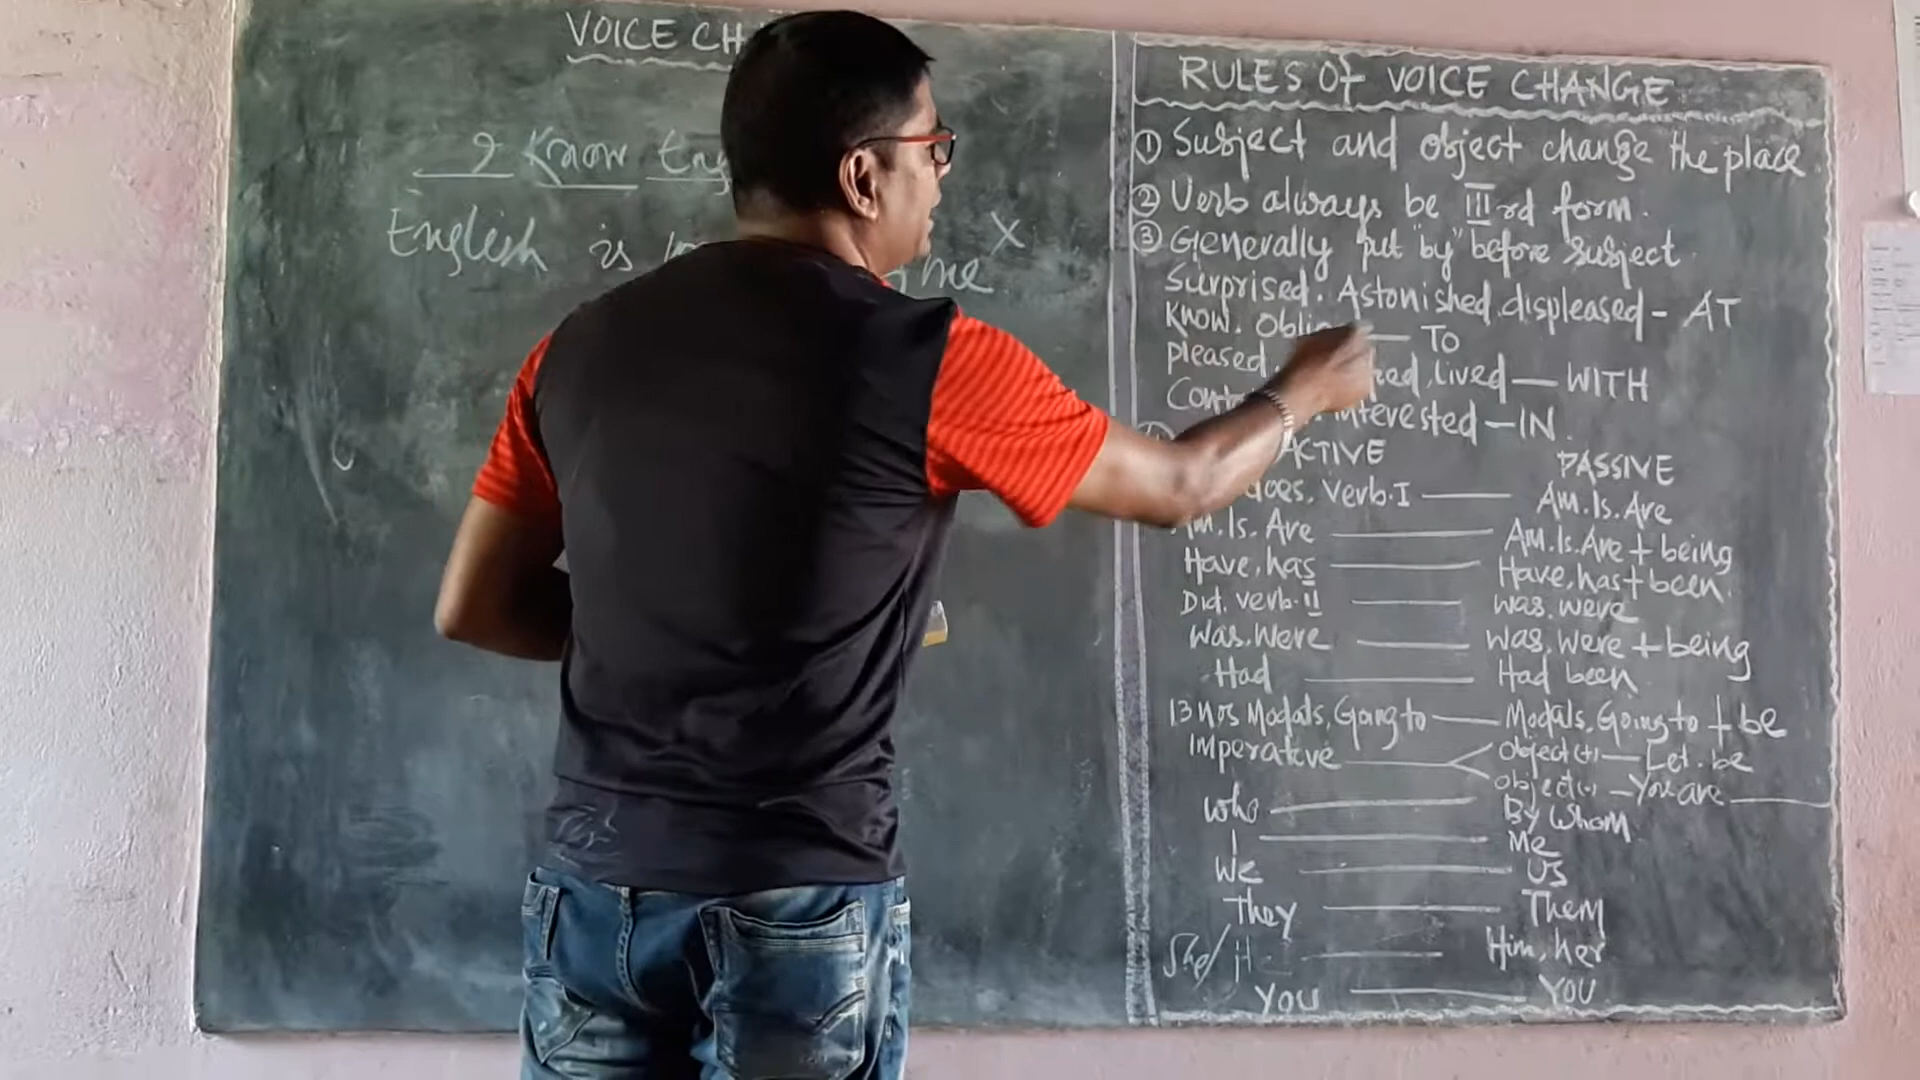 VOICE
I Know
English is me X
RULES OF VOICE CHANGE
① Subject and object change the place
② Verb always be IIIrd form.
③ Generally put "by" before subject
Surprised. Astonished. displeased - AT
Know. — To
pleased. , lived — WITH
interested — IN.
ACTIVE PASSIVE
does, Verb. I — Am. Is. Are
Am. Is. Are — Am. Is. Are + being
Have, has — Have, has + been
Did. verb. II — was. were
Was. Were — Was. Were + being
Had — Had been
13 nos Modals, Going to — Modals, Going to + be
Imperative — object(+) — Let. be
object(-) — You are —
who — By Whom
I — Me
We — Us
They — Them
She/ — Him, her
YOU — YOU